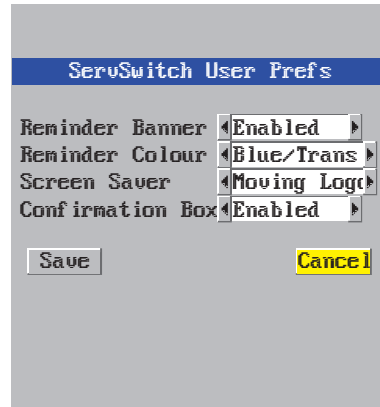 ServSwitch User Prefs
Reminder Banner Enabled
Reminder Colour Blue/Trans
Screen Saver Moving Logo
Confirmation Box Enabled
Save Cancel